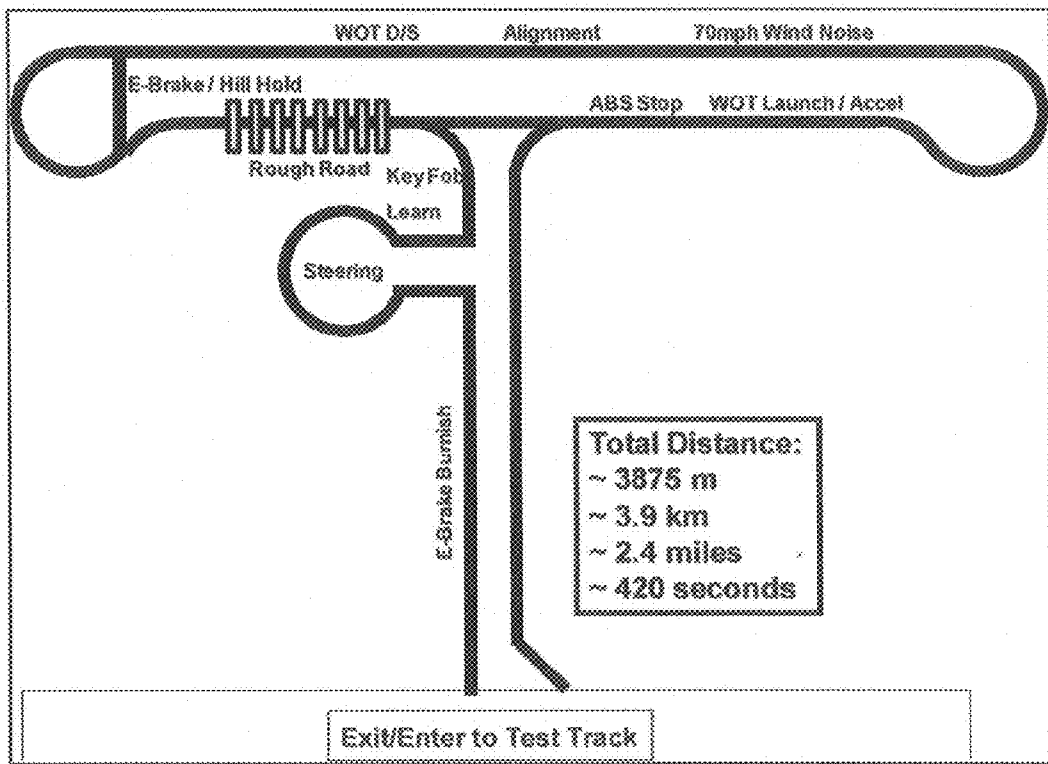 WOT D/S Alignment 70mph Wind Noise
E-Brake / Hill Hold
ABS Stop WOT Launch / Accel
Rough Road
Key Fob
Learn
Steering
E-Brake Burnish
Total Distance:
~ 3875 m
~ 3.9 km
~ 2.4 miles
~ 420 seconds
Exit/Enter to Test Track